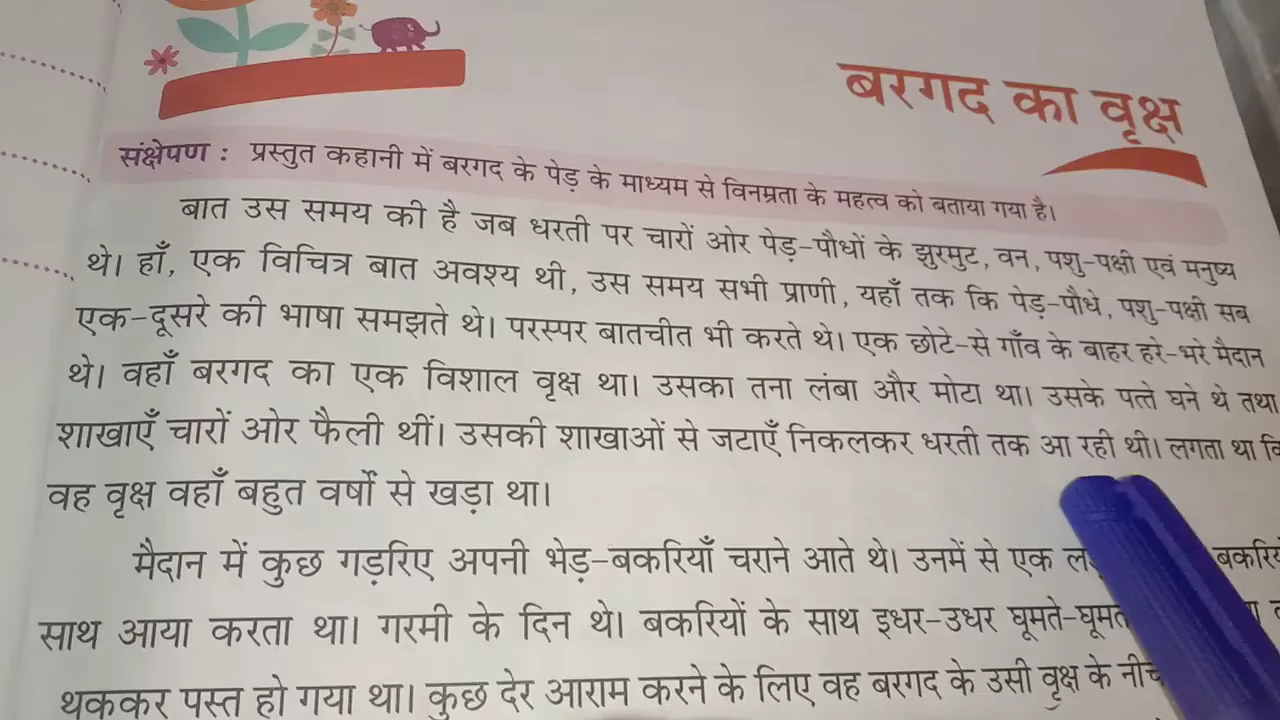 बरगद का वृक्ष
संक्षेपण : प्रस्तुत कहानी में बरगद के पेड़ के माध्यम से विनम्रता के महत्व को बताया गया है।
बात उस समय की है जब धरती पर चारों ओर पेड़-पौधों के झुरमुट, वन, पशु-पक्षी एवं मनुष्य
थे। हाँ, एक विचित्र बात अवश्य थी, उस समय सभी प्राणी, यहाँ तक कि पेड़-पौधे, पशु-पक्षी सब
एक-दूसरे की भाषा समझते थे। परस्पर बातचीत भी करते थे। एक छोटे-से गाँव के बाहर हरे-भरे मैदान
थे। वहाँ बरगद का एक विशाल वृक्ष था। उसका तना लंबा और मोटा था। उसके पत्ते घने थे तथा
शाखाएँ चारों ओर फैली थीं। उसकी शाखाओं से जटाएँ निकलकर धरती तक आ रही थी। लगता था
वह वृक्ष वहाँ बहुत वर्षों से खड़ा था।
मैदान में कुछ गड़रिए अपनी भेड़-बकरियाँ चराने आते थे। उनमें से एक
साथ आया करता था। गरमी के दिन थे। बकरियों के साथ इधर-उधर
थककर पस्त हो गया था। कुछ देर आराम करने के लिए वह बरगद के उसी वृक्ष के